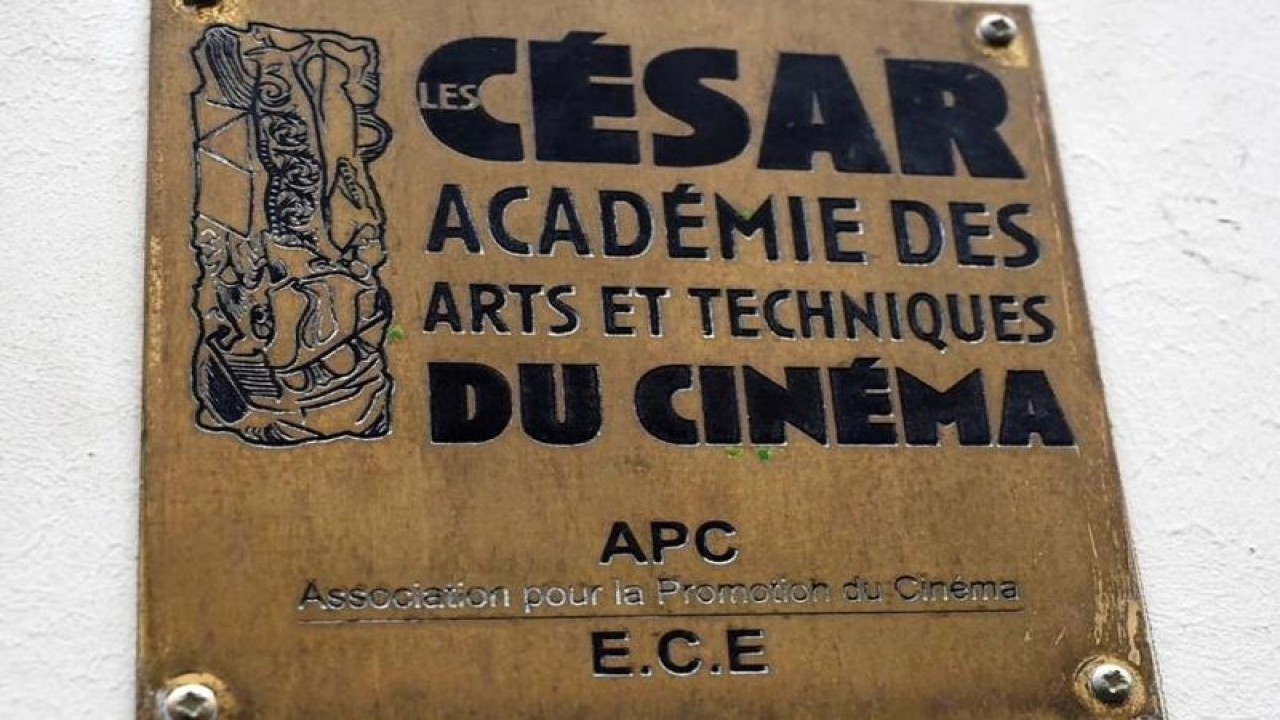 LES CÉSAR
ACADÉMIE DES
ARTS ET TECHNIQUES
DU CINÉMA
APC
Association pour la Promotion du Cinéma
E.C.E